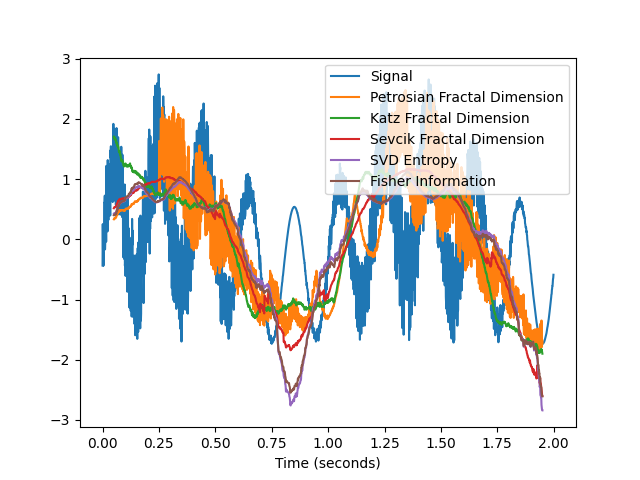 3
2
1
0
−1
−2
−3
Signal
Petrosian Fractal Dimension
Katz Fractal Dimension
Sevcik Fractal Dimension
SVD Entropy
Fisher Information
0.00 0.25 0.50 0.75 1.00 1.25 1.50 1.75 2.00
Time (seconds)